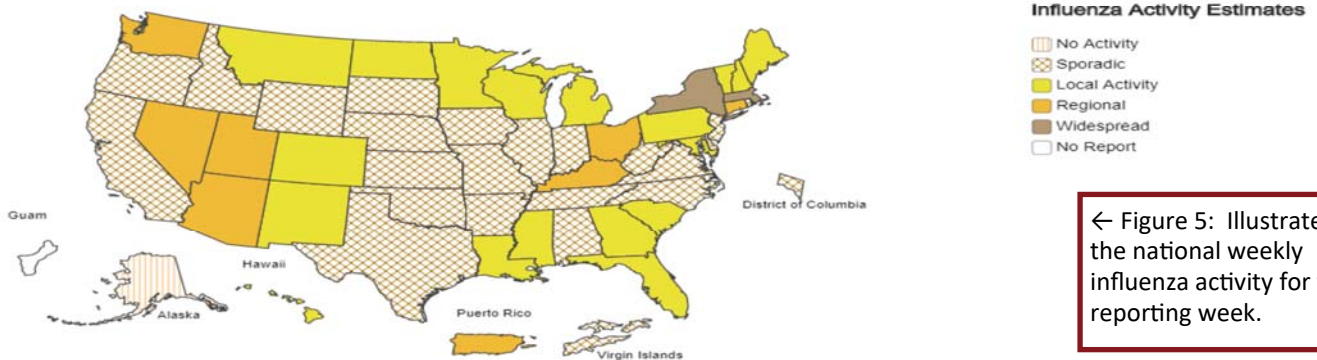 Influenza Activity Estimates
No Activity
Sporadic
Local Activity
Regional
Widespread
No Report
District of Columbia
Guam
Hawaii
Alaska
Puerto Rico
Virgin Islands
← Figure 5: Illustrate
the national weekly
influenza activity for
reporting week.